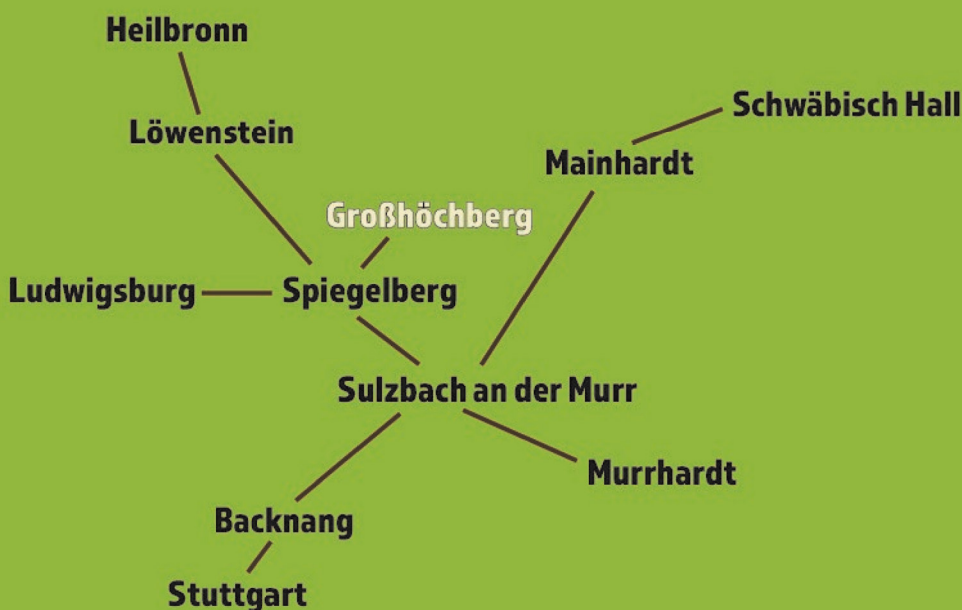 Heilbronn
Schwäbisch Hall
Löwenstein
Mainhardt
Großhöchberg
Ludwigsburg
Spiegelberg
Sulzbach an der Murr
Murrhardt
Backnang
Stuttgart